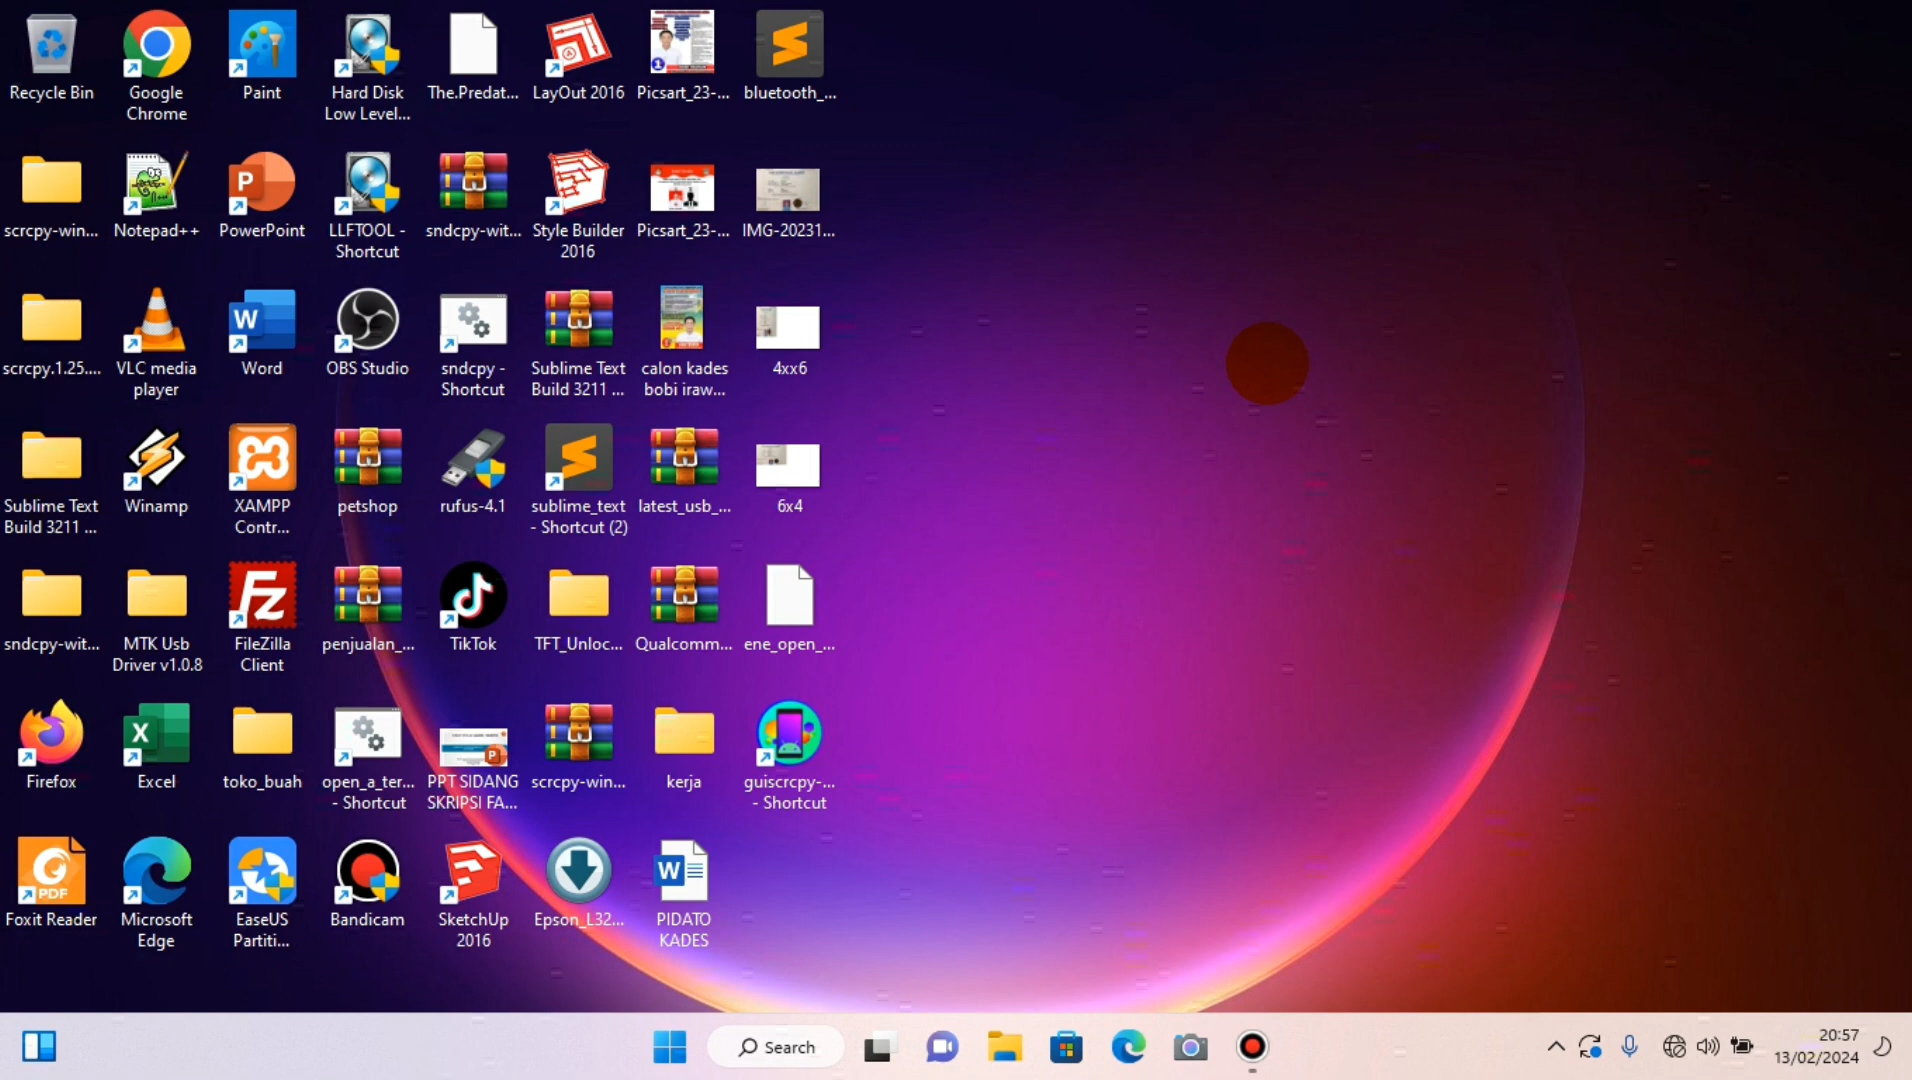 Recycle Bin
Google
Chrome
Paint
Hard Disk
Low Level...
The.Predat...
LayOut 2016
Picsart_23-...
bluetooth_...
scrcpy-win...
Notepad++
PowerPoint
LLFTOOL -
Shortcut
sndcpy-wit...
Style Builder
2016
Picsart_23-...
IMG-20231...
scrcpy.1.25....
VLC media
player
Word
OBS Studio
sndcpy -
Shortcut
Sublime Text
Build 3211 ...
calon kades
bobi iraw...
4xx6
Sublime Text
Build 3211 ...
Winamp
XAMPP
Contr...
petshop
rufus-4.1
sublime_text
- Shortcut (2)
latest_usb_...
6x4
sndcpy-wit...
MTK Usb
Driver v1.0.8
FileZilla
Client
penjualan_...
TikTok
TFT_Unloc...
Qualcomm...
ene_open_...
Firefox
Excel
toko_buah
open_a_ter...
- Shortcut
PPT SIDANG
SKRIPSI FA...
scrcpy-win...
kerja
guiscrcpy-...
- Shortcut
PDF
Foxit Reader
Microsoft
Edge
EaseUS
Partiti...
Bandicam
SketchUp
2016
Epson_L32...
PIDATO
KADES
Search
20:57
13/02/2024